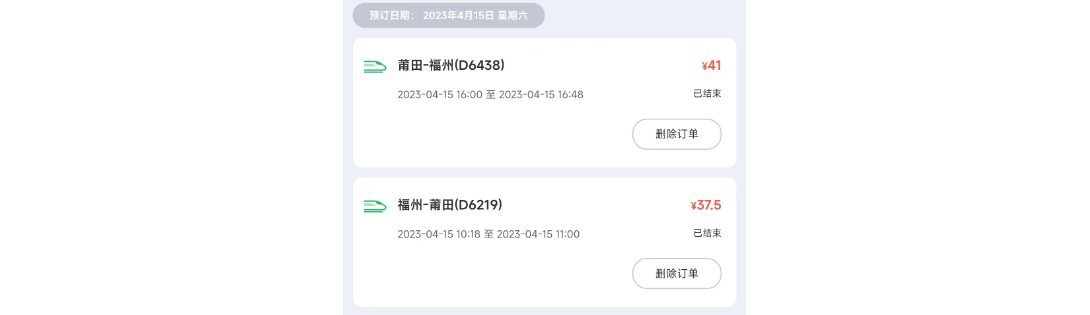 预订日期： 2023年4月15日 星期六
莆田-福州(D6438)
¥41
2023-04-15 16:00 至 2023-04-15 16:48
已结束
删除订单
福州-莆田(D6219)
¥37.5
2023-04-15 10:18 至 2023-04-15 11:00
已结束
删除订单